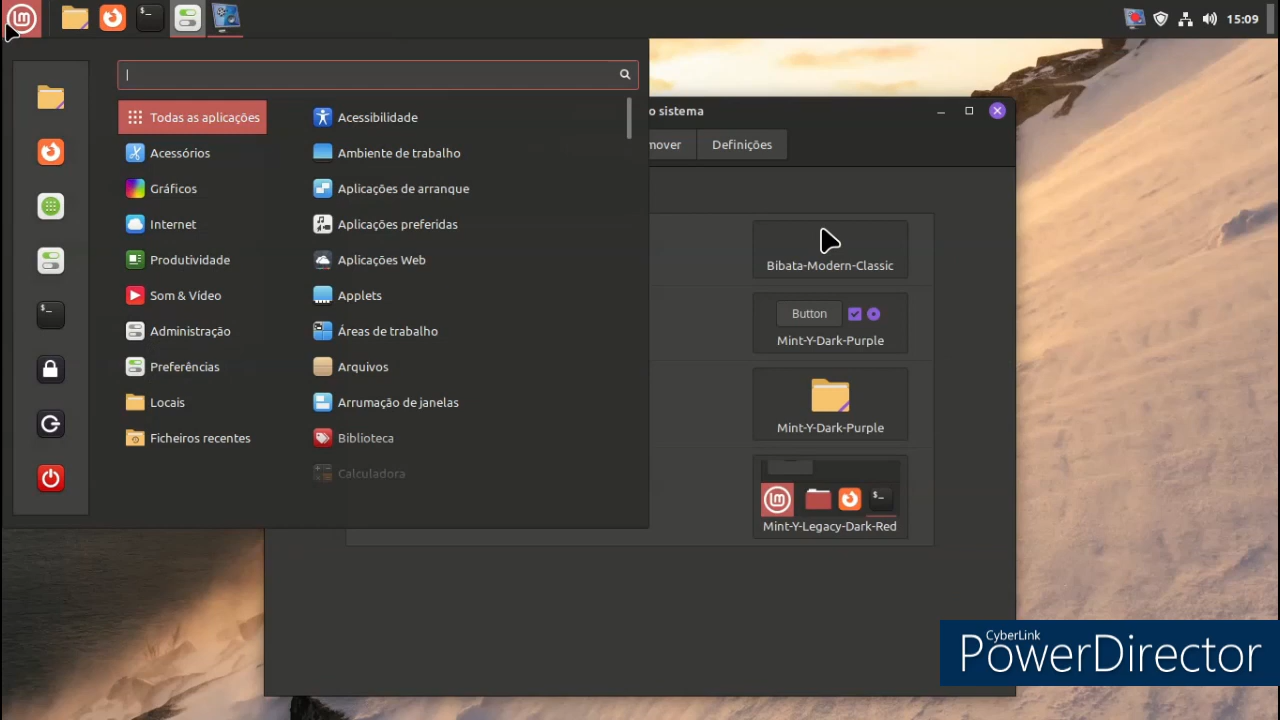 15:09
Todas as aplicações
Acessórios
Gráficos
Internet
Produtividade
Som & Vídeo
Administração
Preferências
Locais
Ficheiros recentes
Acessibilidade
Ambiente de trabalho
Aplicações de arranque
Aplicações preferidas
Aplicações Web
Applets
Áreas de trabalho
Arquivos
Arrumação de janelas
Biblioteca
Calculadora
o sistema
mover
Definições
Bibata-Modern-Classic
Button
Mint-Y-Dark-Purple
Mint-Y-Dark-Purple
Mint-Y-Legacy-Dark-Red
CyberLink
PowerDirector